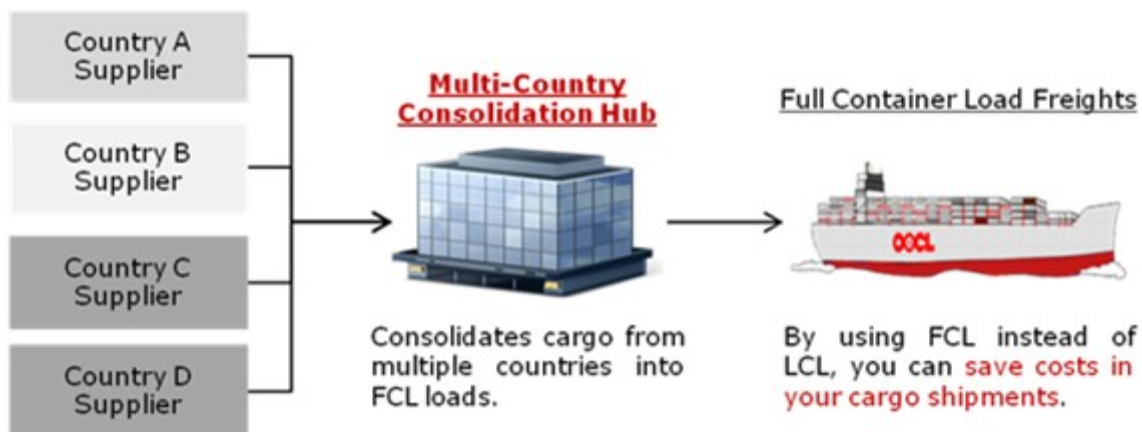 Country A
Supplier
Country B
Supplier
Country C
Supplier
Country D
Supplier
Multi-Country
Consolidation Hub
Consolidates cargo from
multiple countries into
FCL loads.
Full Container Load Freights
OOCL
By using FCL instead of
LCL, you can save costs in
your cargo shipments.